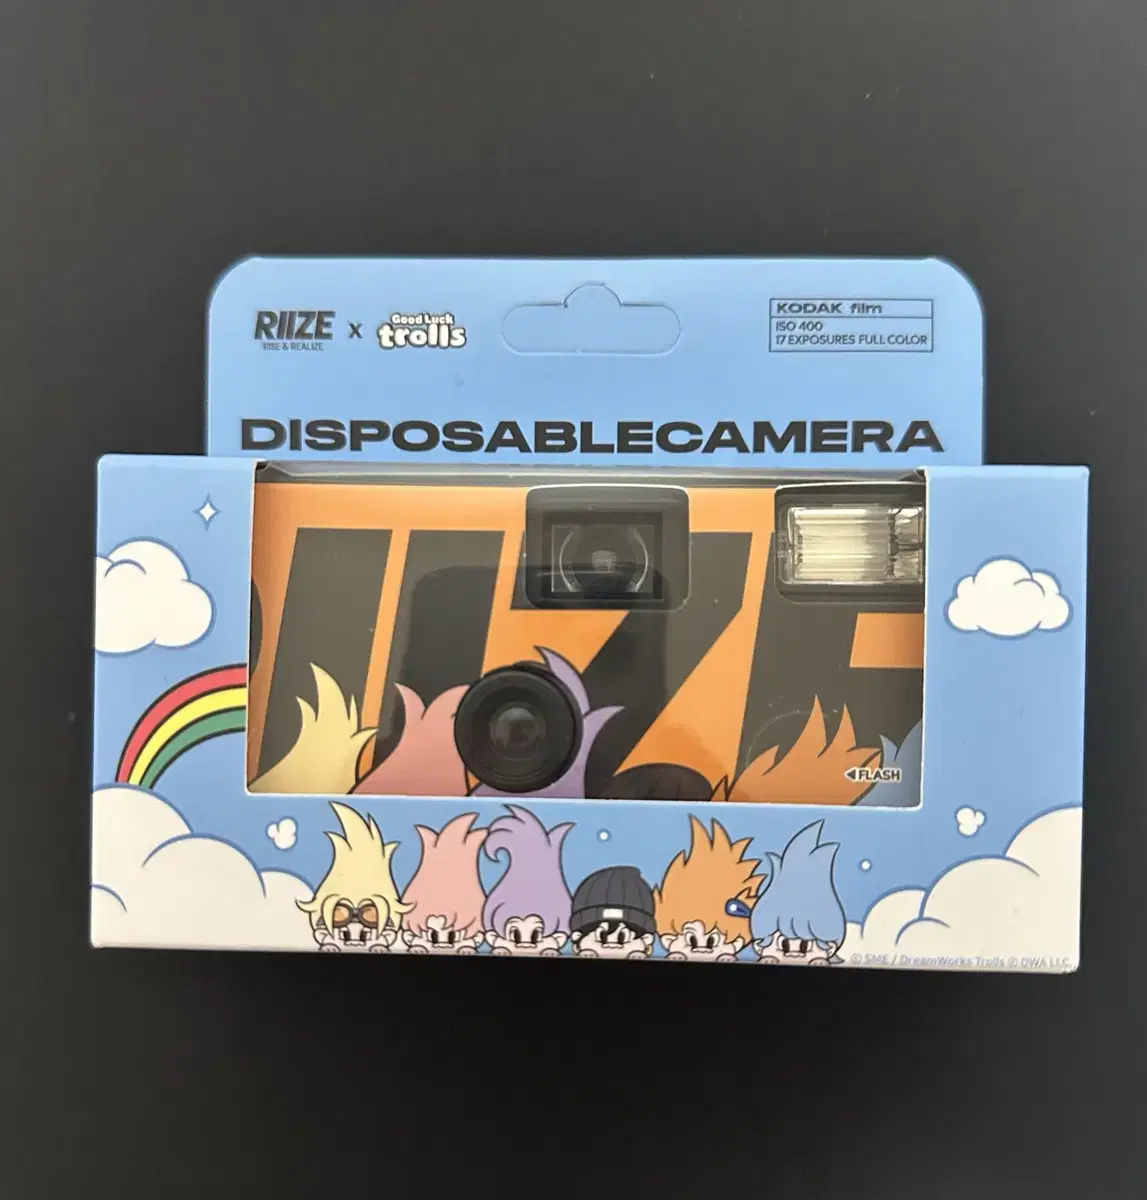 RIIZE x Good Luck trolls
RISE & REALIZE
KODAK film
ISO 400
17 EXPOSURES FULL COLOR
DISPOSABLECAMERA
RIIZE
◀FLASH
© SME / DreamWorks Trolls © DWA LLC.